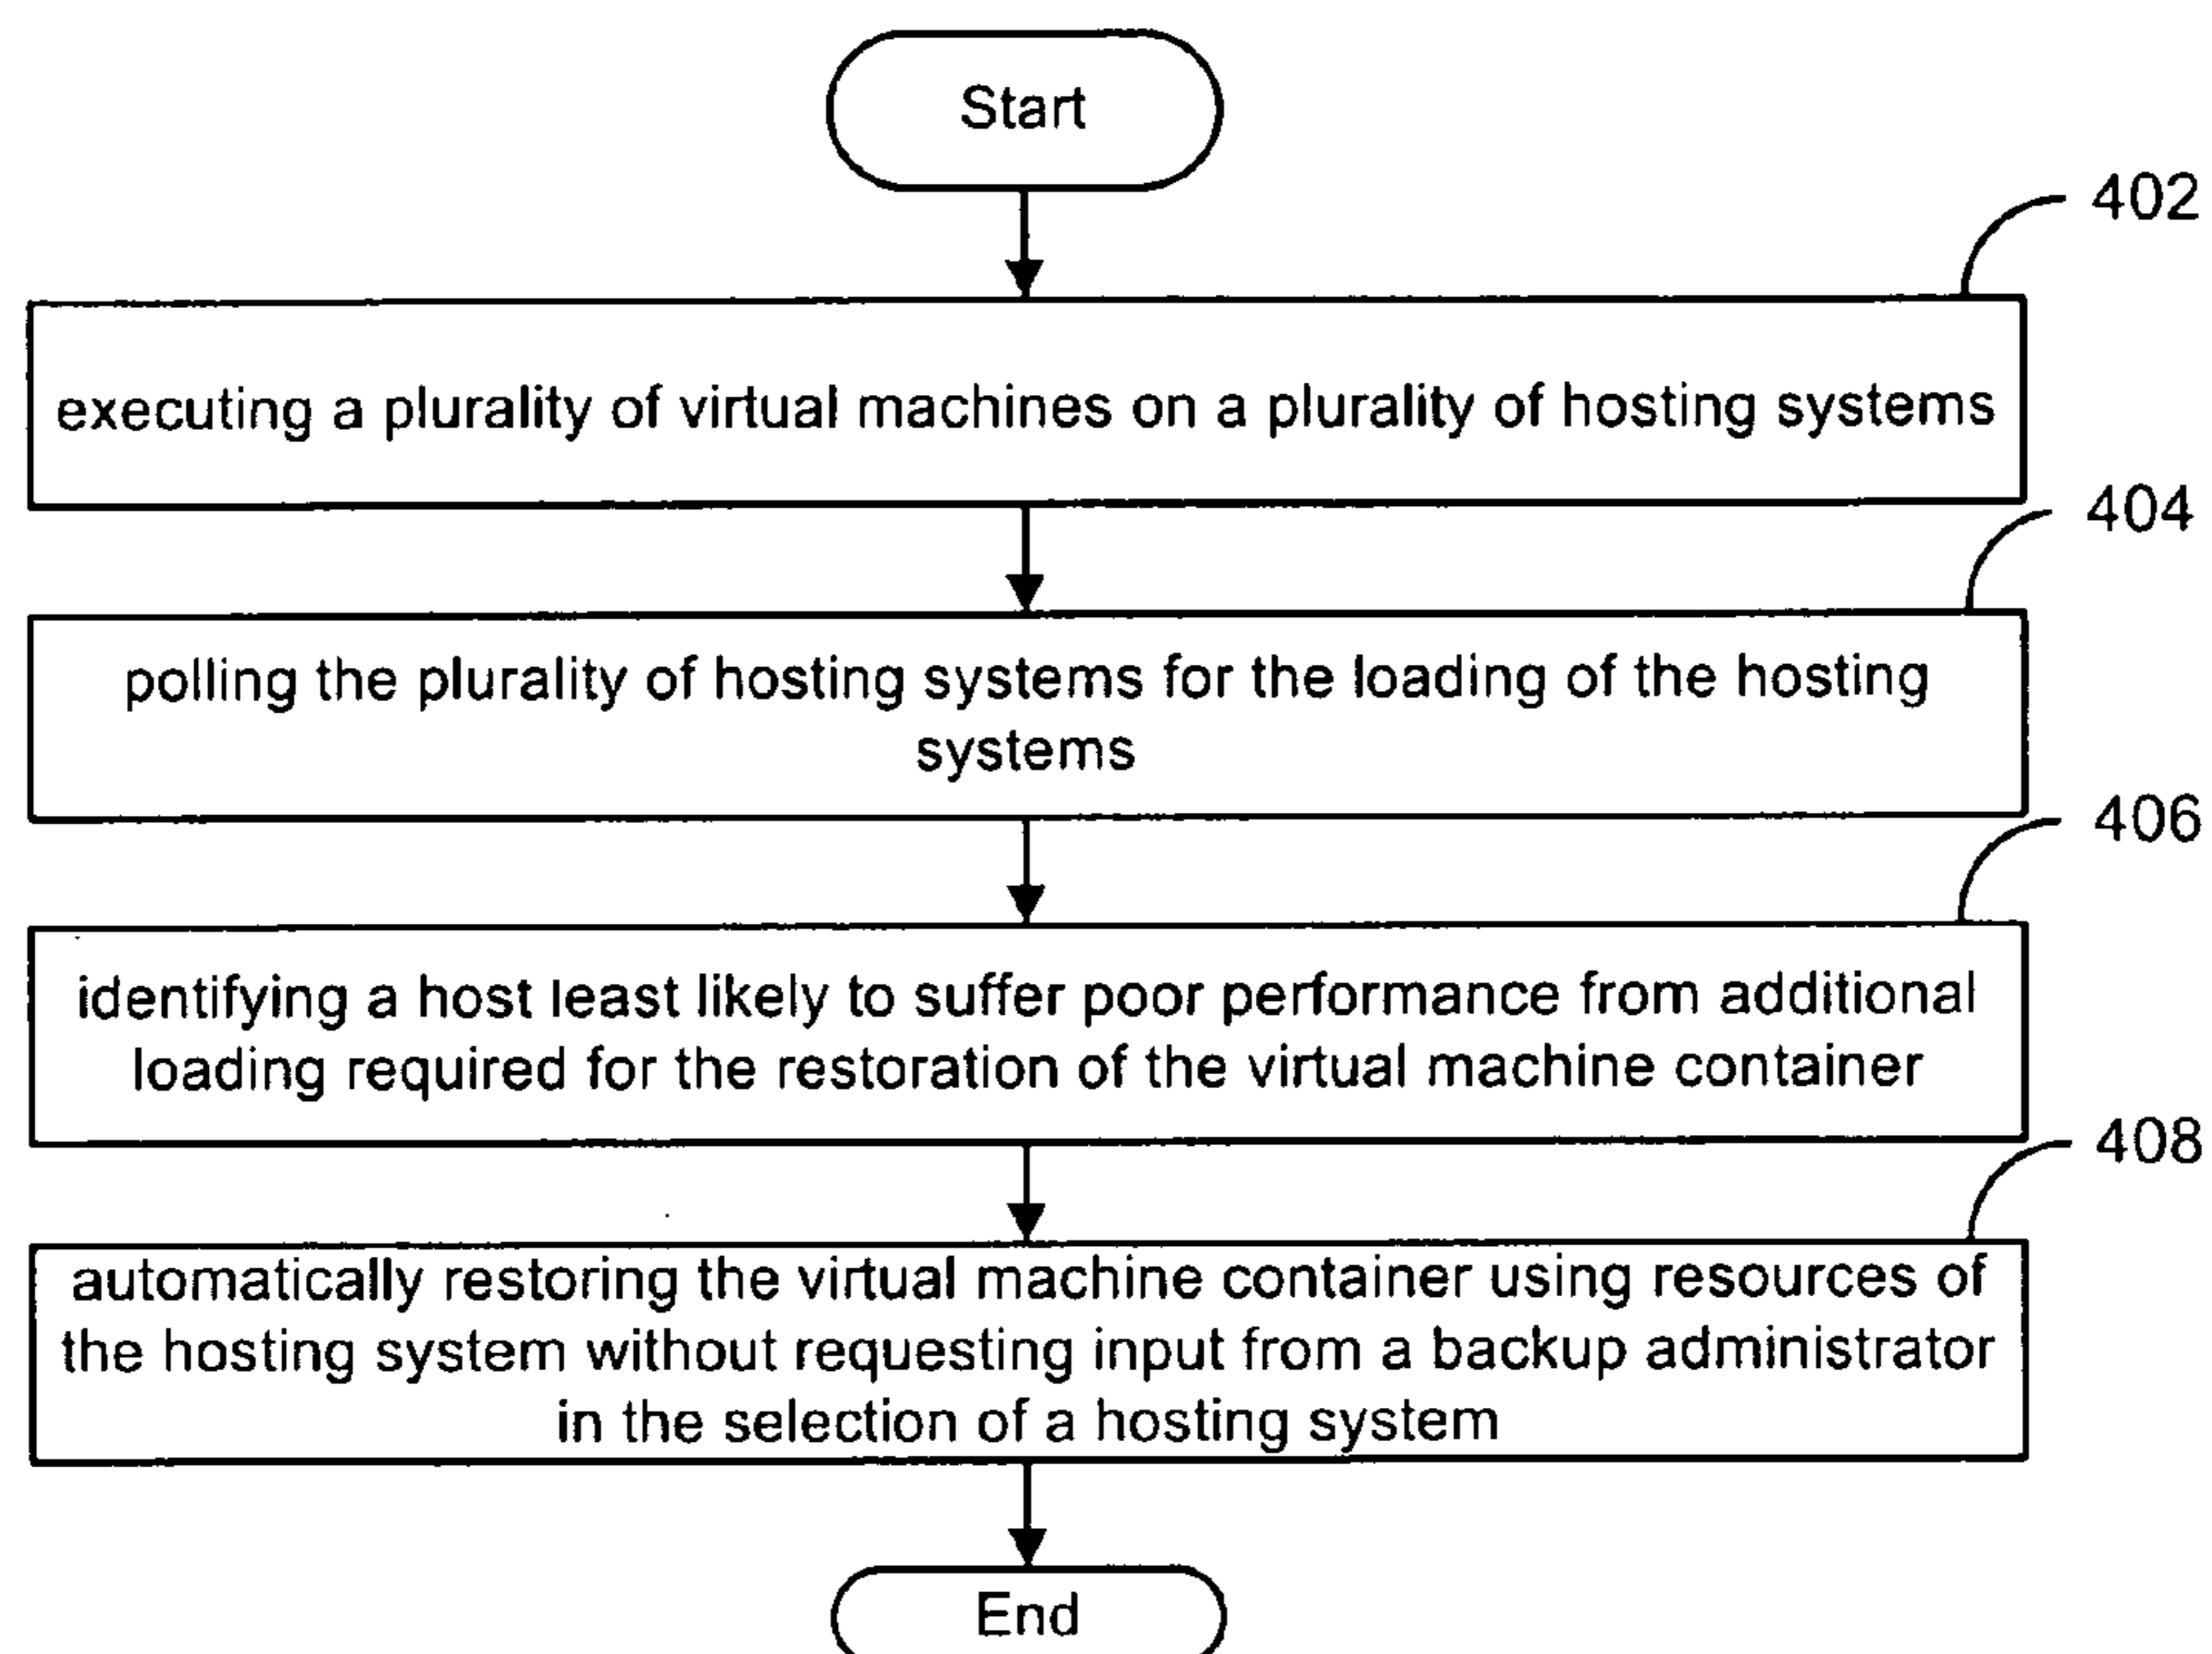 Start
402
executing a plurality of virtual machines on a plurality of hosting systems
404
polling the plurality of hosting systems for the loading of the hosting
systems
406
identifying a host least likely to suffer poor performance from additional
loading required for the restoration of the virtual machine container
408
automatically restoring the virtual machine container using resources of
the hosting system without requesting input from a backup administrator
in the selection of a hosting system
End